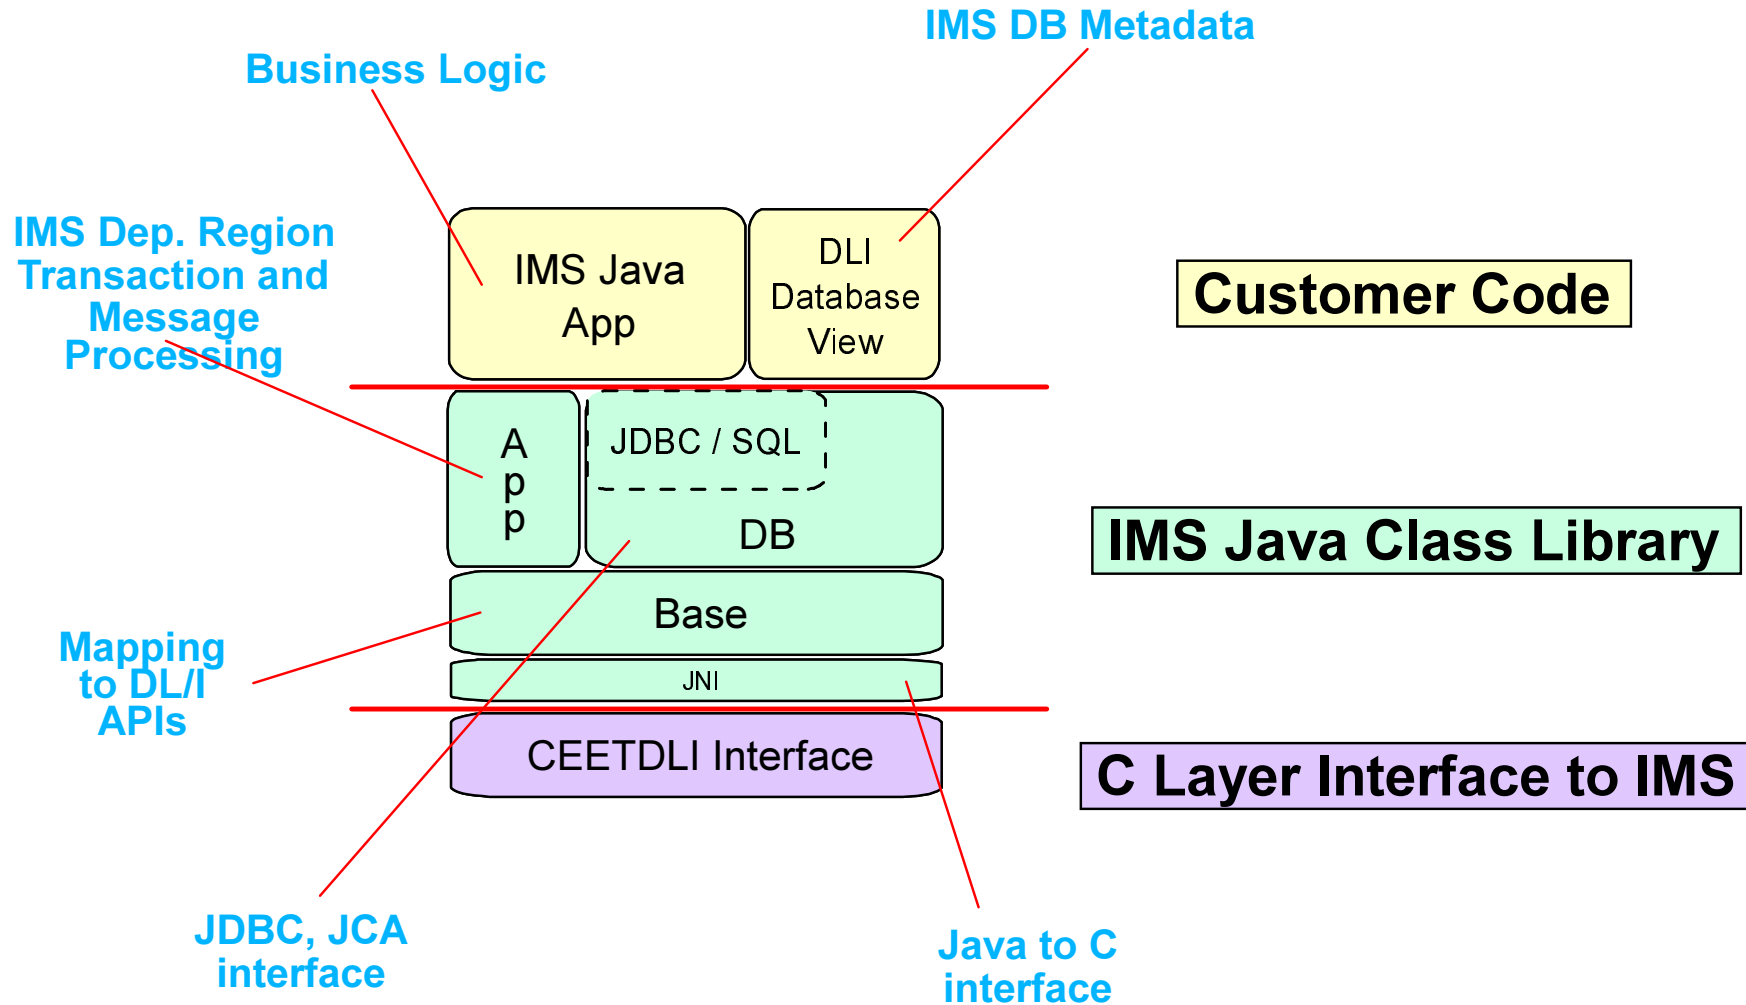 IMS DB Metadata
Business Logic
IMS Dep. Region
Transaction and
Message
Processing
IMS Java
App
DLI
Database
View
Customer Code
A
p
p
JDBC / SQL
DB
IMS Java Class Library
Base
Mapping
to DL/I
APIs
JNI
CEETDLI Interface
C Layer Interface to IMS
JDBC, JCA
interface
Java to C
interface